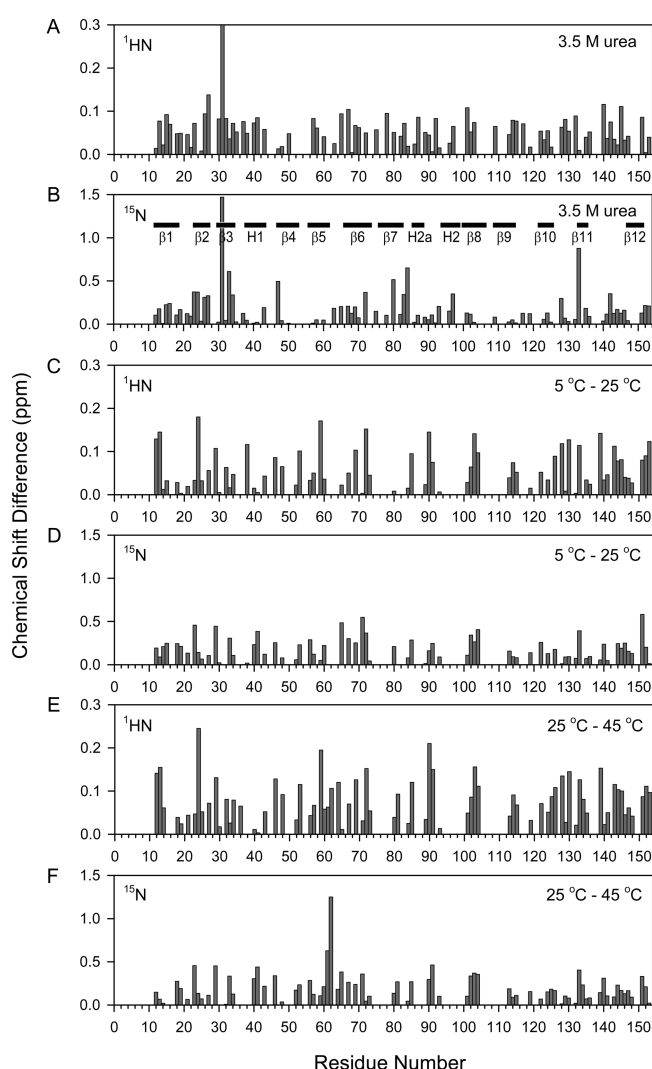 A
¹HN
3.5 M urea
0.3
0.2
0.1
0.0
0 10 20 30 40 50 60 70 80 90 100 110 120 130 140 150
B
¹⁵N
3.5 M urea
1.5
1.0
0.5
0.0
β1 β2 β3 H1 β4 β5 β6 β7 H2a H2 β8 β9 β10 β11 β12
0 10 20 30 40 50 60 70 80 90 100 110 120 130 140 150
C
¹HN
5 °C - 25 °C
0.3
0.2
0.1
0.0
0 10 20 30 40 50 60 70 80 90 100 110 120 130 140 150
D
¹⁵N
5 °C - 25 °C
1.5
1.0
0.5
0.0
0 10 20 30 40 50 60 70 80 90 100 110 120 130 140 150
E
¹HN
25 °C - 45 °C
0.3
0.2
0.1
0.0
0 10 20 30 40 50 60 70 80 90 100 110 120 130 140 150
F
¹⁵N
25 °C - 45 °C
1.5
1.0
0.5
0.0
0 10 20 30 40 50 60 70 80 90 100 110 120 130 140 150
Chemical Shift Difference (ppm)
Residue Number